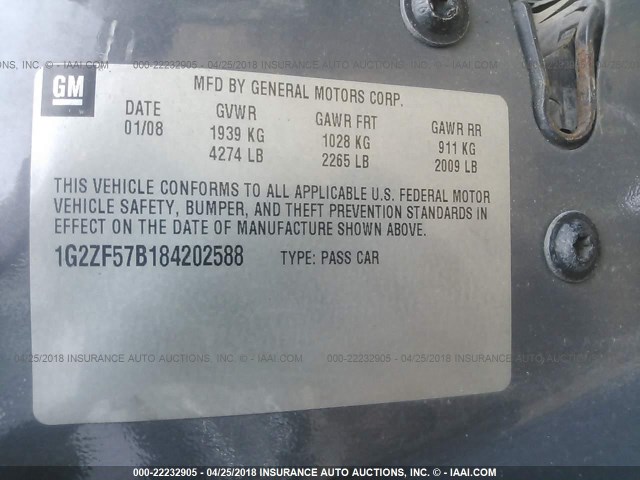 000-22232905 - 04/25/2018 INSURANCE AUTO AUCTIONS, INC. - © IAAI.COM
GM
MFD BY GENERAL MOTORS CORP.
DATE GVWR GAWR FRT GAWR RR
01/08 1939 KG 1028 KG 911 KG
4274 LB 2265 LB 2009 LB
THIS VEHICLE CONFORMS TO ALL APPLICABLE U.S. FEDERAL MOTOR
VEHICLE SAFETY, BUMPER, AND THEFT PREVENTION STANDARDS IN
EFFECT ON THE DATE OF MANUFACTURE SHOWN ABOVE.
1G2ZF57B184202588 TYPE: PASS CAR
04/25/2018 INSURANCE AUTO AUCTIONS, INC. - © IAAI.COM
000-22232905 - 04/25/2018 INSURANCE AUTO
000-22232905 - 04/25/2018 INSURANCE AUTO AUCTIONS, INC. - © IAAI.COM